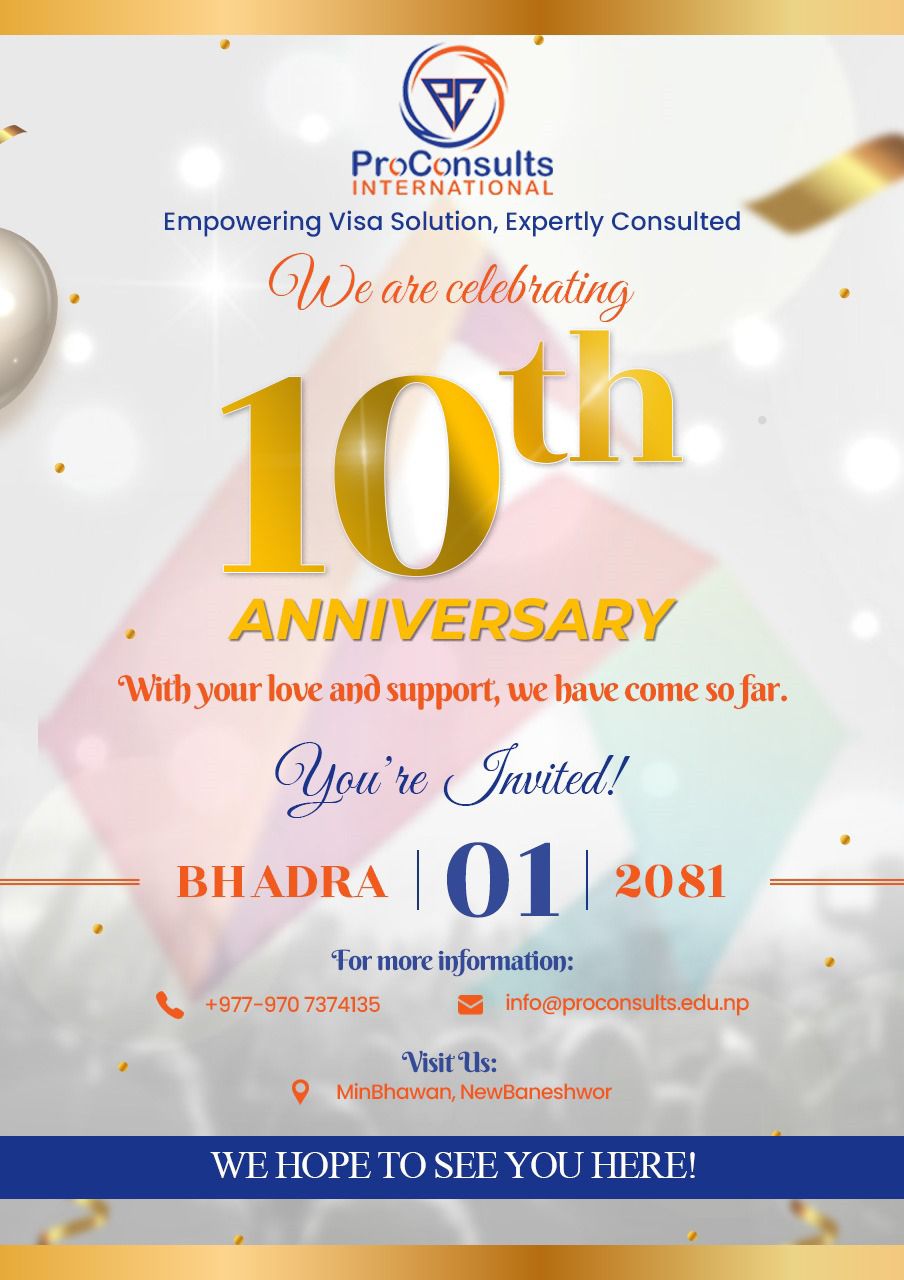 PC
ProConsults
INTERNATIONAL
Empowering Visa Solution, Expertly Consulted
We are celebrating
10th
ANNIVERSARY
With your love and support, we have come so far.
You're Invited!
BHADRA | 01 | 2081
For more information:
+977-970 7374135 info@proconsults.edu.np
Visit Us:
MinBhawan, NewBaneshwor
WE HOPE TO SEE YOU HERE!